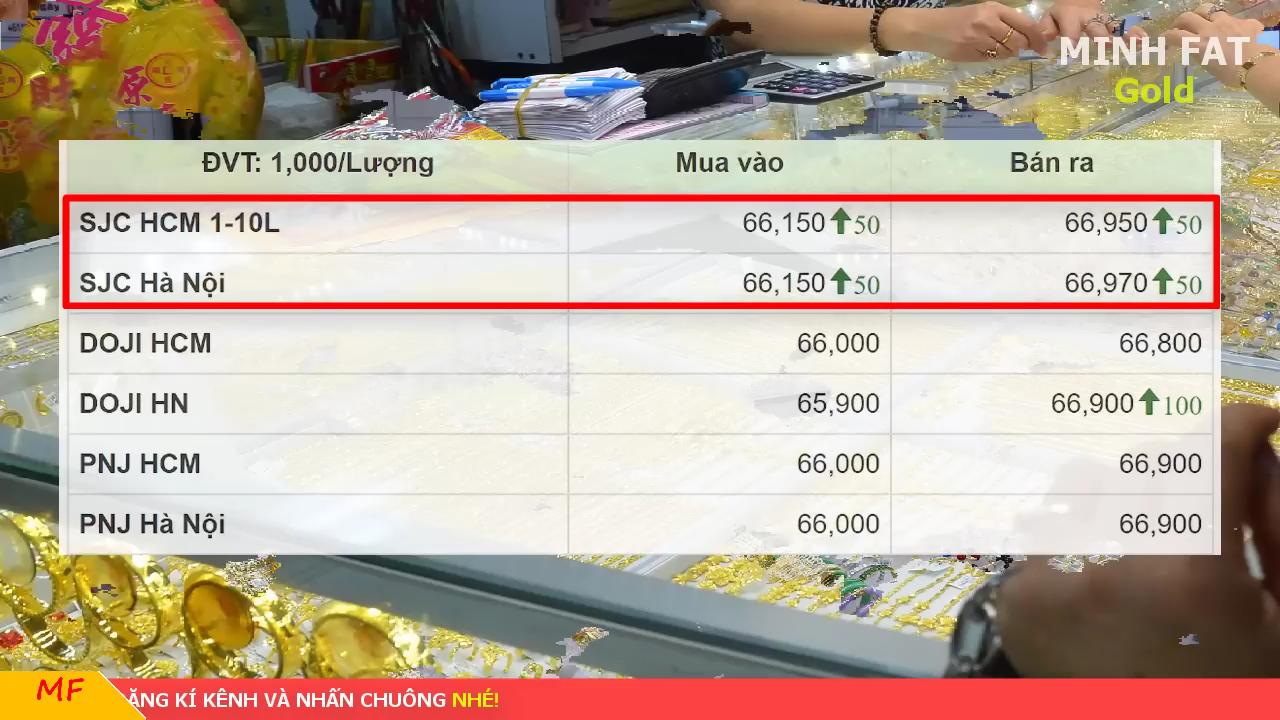 MINH FAT
Gold
ĐVT: 1,000/Lượng Mua vào Bán ra
SJC HCM 1-10L 66,150 50 66,950 50
SJC Hà Nội 66,150 50 66,970 50
DOJI HCM 66,000 66,800
DOJI HN 65,900 66,900 100
PNJ HCM 66,000 66,900
PNJ Hà Nội 66,000 66,900
MF ĂNG KÍ KÊNH VÀ NHẤN CHUÔNG NHÉ!